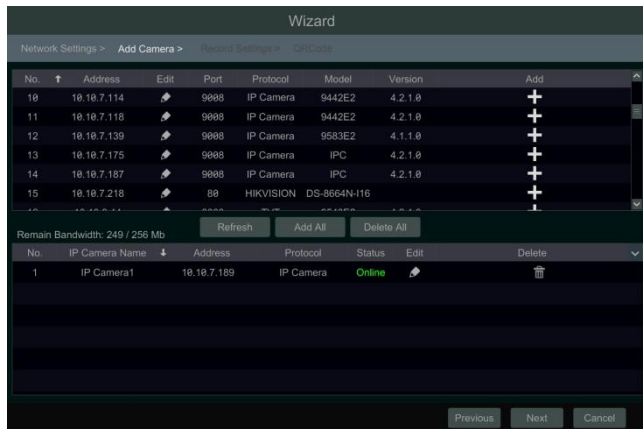 Wizard
Network Settings > Add Camera > Record Settings > QRCode
No. ↑ Address Edit Port Protocol Model Version Add
10 10.10.7.114 9008 IP Camera 9442E2 4.2.1.0
11 10.10.7.118 9008 IP Camera 9442E2 4.2.1.0
12 10.10.7.139 9008 IP Camera 9583E2 4.1.1.0
13 10.10.7.175 9008 IP Camera IPC 4.2.1.0
14 10.10.7.187 9008 IP Camera IPC 4.2.1.0
15 10.10.7.218 80 HIKVISION DS-8664N-I16
Remain Bandwidth: 249 / 256 Mb Refresh Add All Delete All
No. IP Camera Name ↓ Address Protocol Status Edit Delete
1 IP Camera1 10.10.7.189 IP Camera Online
Previous Next Cancel